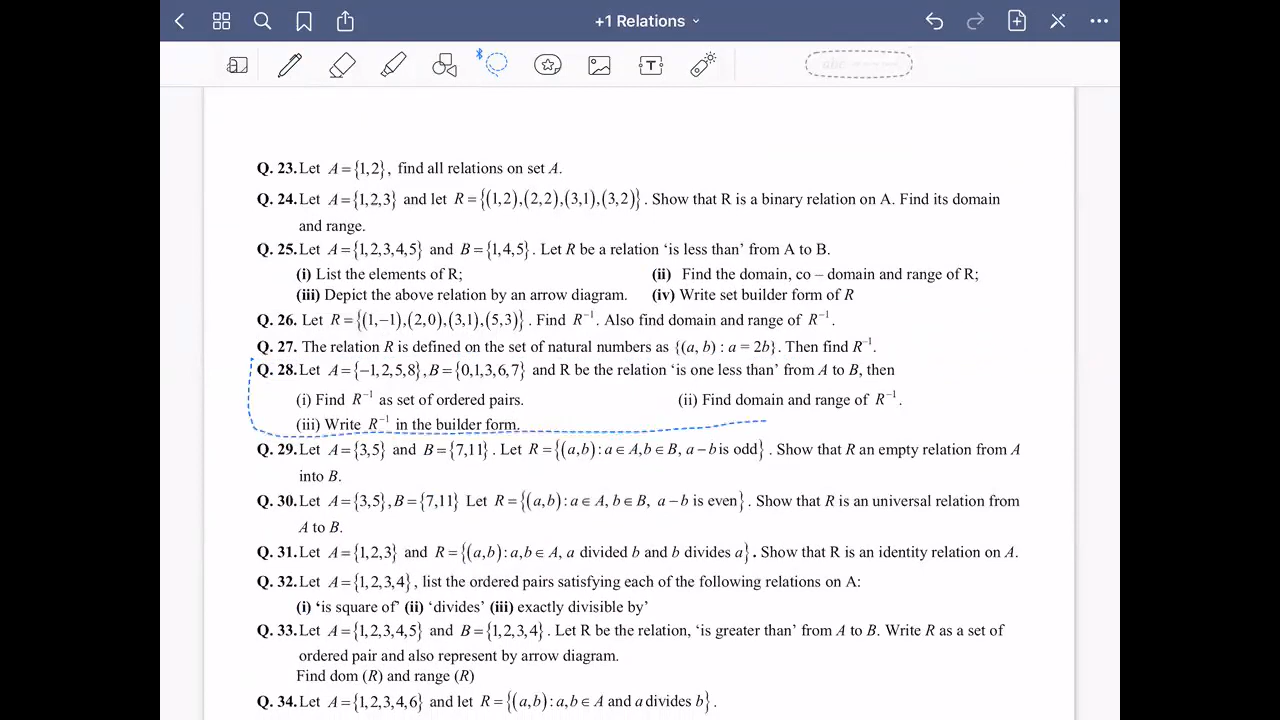 +1 Relations
T
abc
Q. 23. Let A = {1,2}, find all relations on set A.
Q. 24. Let A = {1,2,3} and let R = {(1,2),(2,2),(3,1),(3,2)}. Show that R is a binary relation on A. Find its domain
and range.
Q. 25. Let A = {1,2,3,4,5} and B = {1,4,5}. Let R be a relation ‘is less than’ from A to B.
(i) List the elements of R; (ii) Find the domain, co – domain and range of R;
(iii) Depict the above relation by an arrow diagram. (iv) Write set builder form of R
Q. 26. Let R = {(1,−1),(2,0),(3,1),(5,3)}. Find R⁻¹. Also find domain and range of R⁻¹.
Q. 27. The relation R is defined on the set of natural numbers as {(a, b) : a = 2b}. Then find R⁻¹.
Q. 28. Let A = {−1,2,5,8}, B = {0,1,3,6,7} and R be the relation ‘is one less than’ from A to B, then
(i) Find R⁻¹ as set of ordered pairs. (ii) Find domain and range of R⁻¹.
(iii) Write R⁻¹ in the builder form.
Q. 29. Let A = {3,5} and B = {7,11}. Let R = {(a,b) : a ∈ A, b ∈ B, a − b is odd}. Show that R an empty relation from A
into B.
Q. 30. Let A = {3,5}, B = {7,11} Let R = {(a,b) : a ∈ A, b ∈ B, a − b is even}. Show that R is an universal relation from
A to B.
Q. 31. Let A = {1,2,3} and R = {(a,b) : a,b ∈ A, a divided b and b divides a}. Show that R is an identity relation on A.
Q. 32. Let A = {1,2,3,4}, list the ordered pairs satisfying each of the following relations on A:
(i) ‘is square of’ (ii) ‘divides’ (iii) exactly divisible by’
Q. 33. Let A = {1,2,3,4,5} and B = {1,2,3,4}. Let R be the relation, ‘is greater than’ from A to B. Write R as a set of
ordered pair and also represent by arrow diagram.
Find dom (R) and range (R)
Q. 34. Let A = {1,2,3,4,6} and let R = {(a,b) : a,b ∈ A and a divides b}.